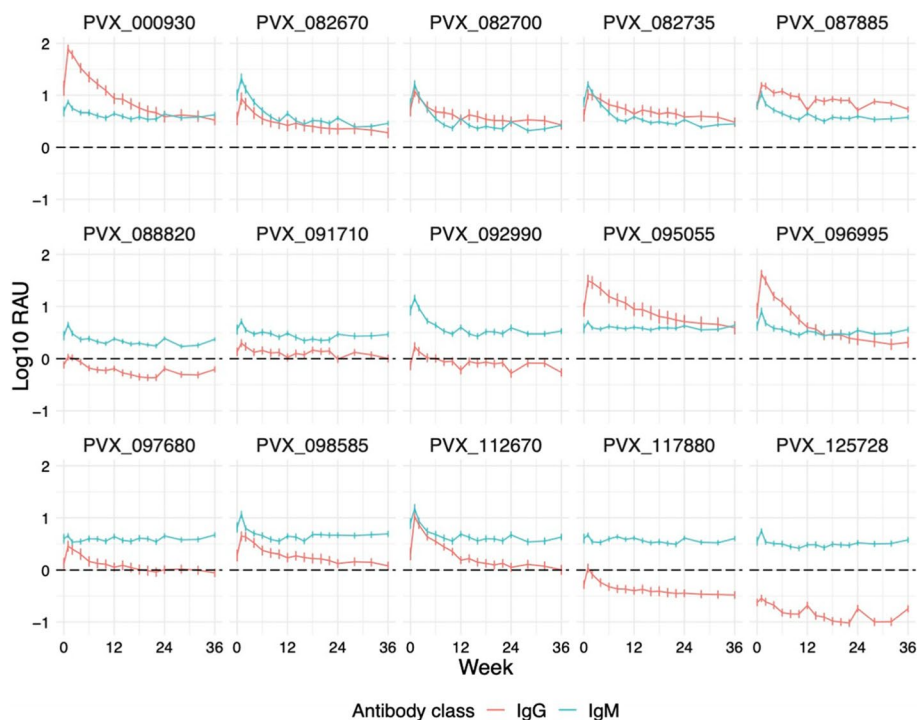 PVX_000930 PVX_082670 PVX_082700 PVX_082735 PVX_087885
2
1
0
−1
PVX_088820 PVX_091710 PVX_092990 PVX_095055 PVX_096995
2
1
0
−1
Log10 RAU
PVX_097680 PVX_098585 PVX_112670 PVX_117880 PVX_125728
2
1
0
−1
0 12 24 36 0 12 24 36 0 12 24 36 0 12 24 36 0 12 24 36
Week
Antibody class IgG IgM